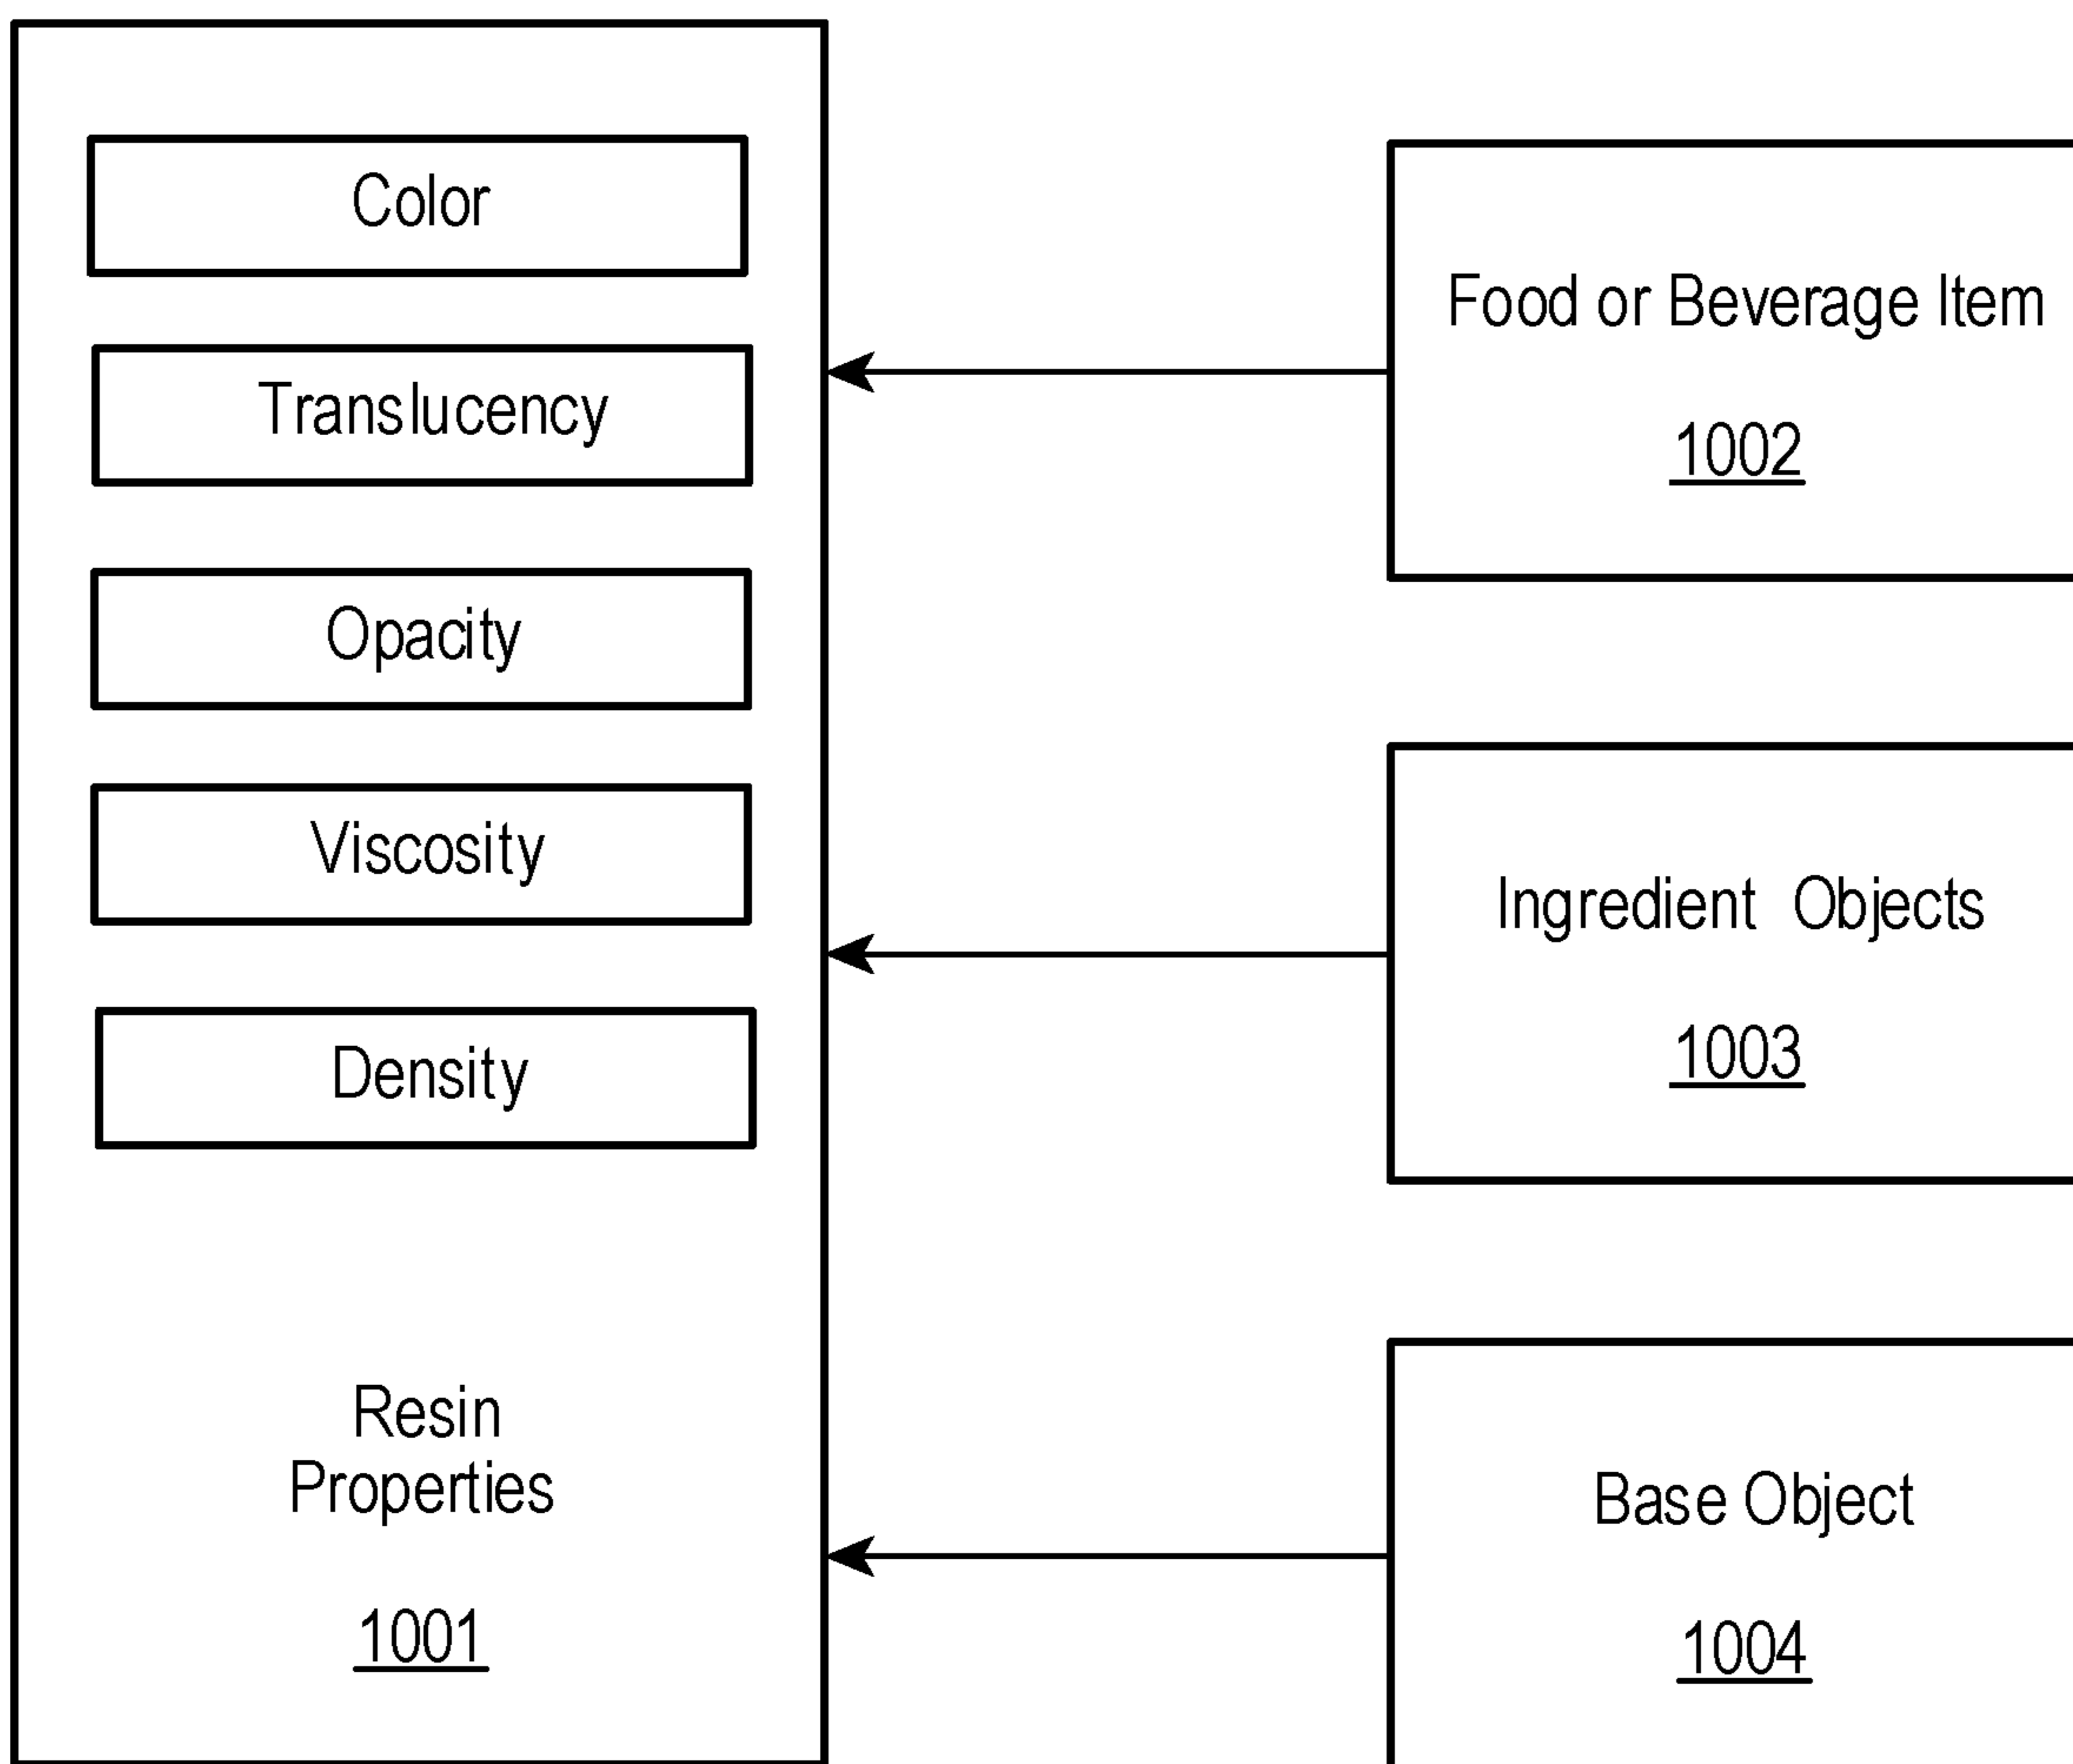 Color
Translucency
Opacity
Viscosity
Density
Resin
Properties
1001
Food or Beverage Item
1002
Ingredient Objects
1003
Base Object
1004